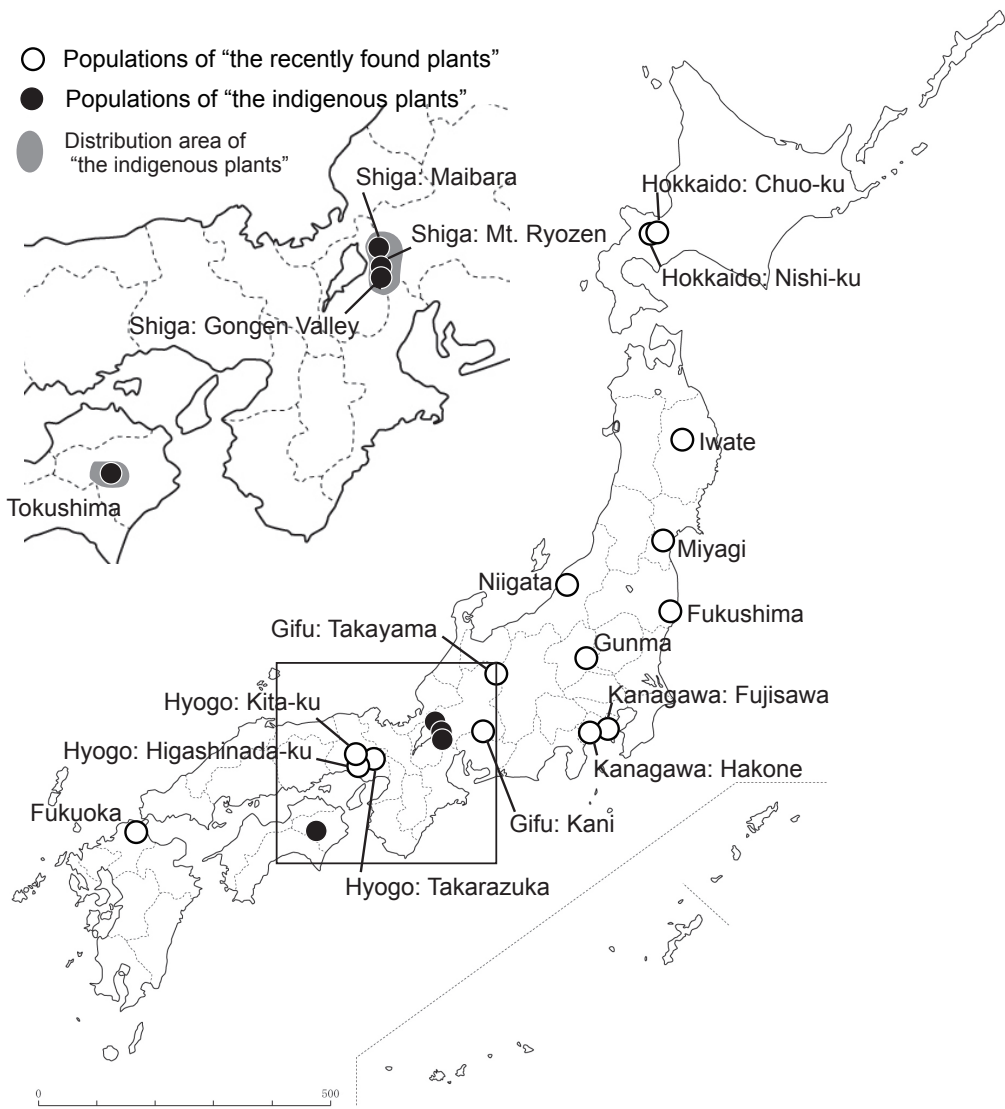 Populations of “the recently found plants”
Populations of “the indigenous plants”
Distribution area of
“the indigenous plants”
Shiga: Maibara
Shiga: Mt. Ryozen
Shiga: Gongen Valley
Tokushima
Hokkaido: Chuo-ku
Hokkaido: Nishi-ku
Iwate
Miyagi
Niigata
Fukushima
Gifu: Takayama
Gunma
Kanagawa: Fujisawa
Hyogo: Kita-ku
Hyogo: Higashinada-ku
Kanagawa: Hakone
Fukuoka
Gifu: Kani
Hyogo: Takarazuka
0
500